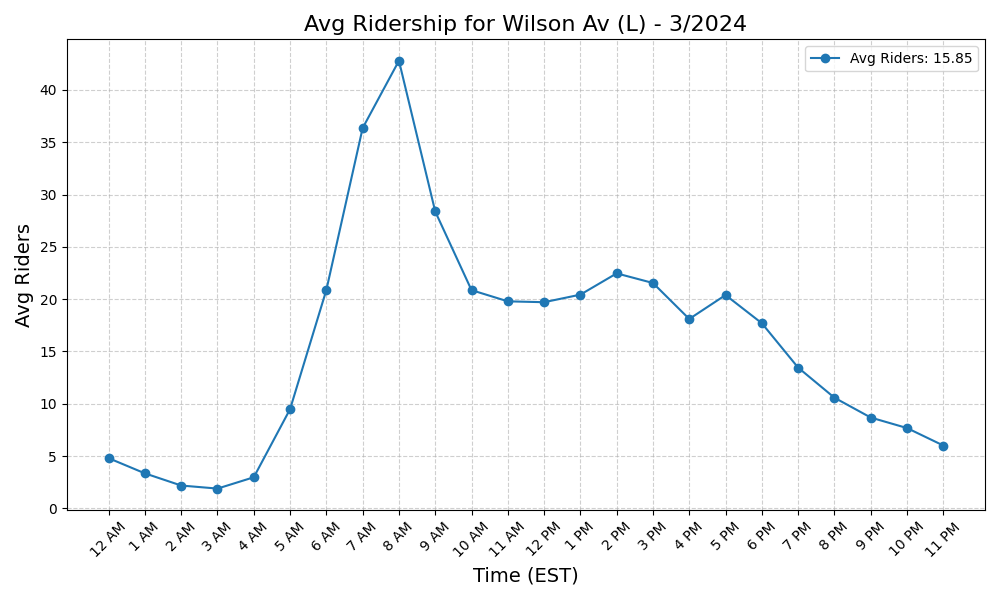 Avg Ridership for Wilson Av (L) - 3/2024
Avg Riders: 15.85
Avg Riders
40
35
30
25
20
15
10
5
0
12 AM
1 AM
2 AM
3 AM
4 AM
5 AM
6 AM
7 AM
8 AM
9 AM
10 AM
11 AM
12 PM
1 PM
2 PM
3 PM
4 PM
5 PM
6 PM
7 PM
8 PM
9 PM
10 PM
11 PM
Time (EST)